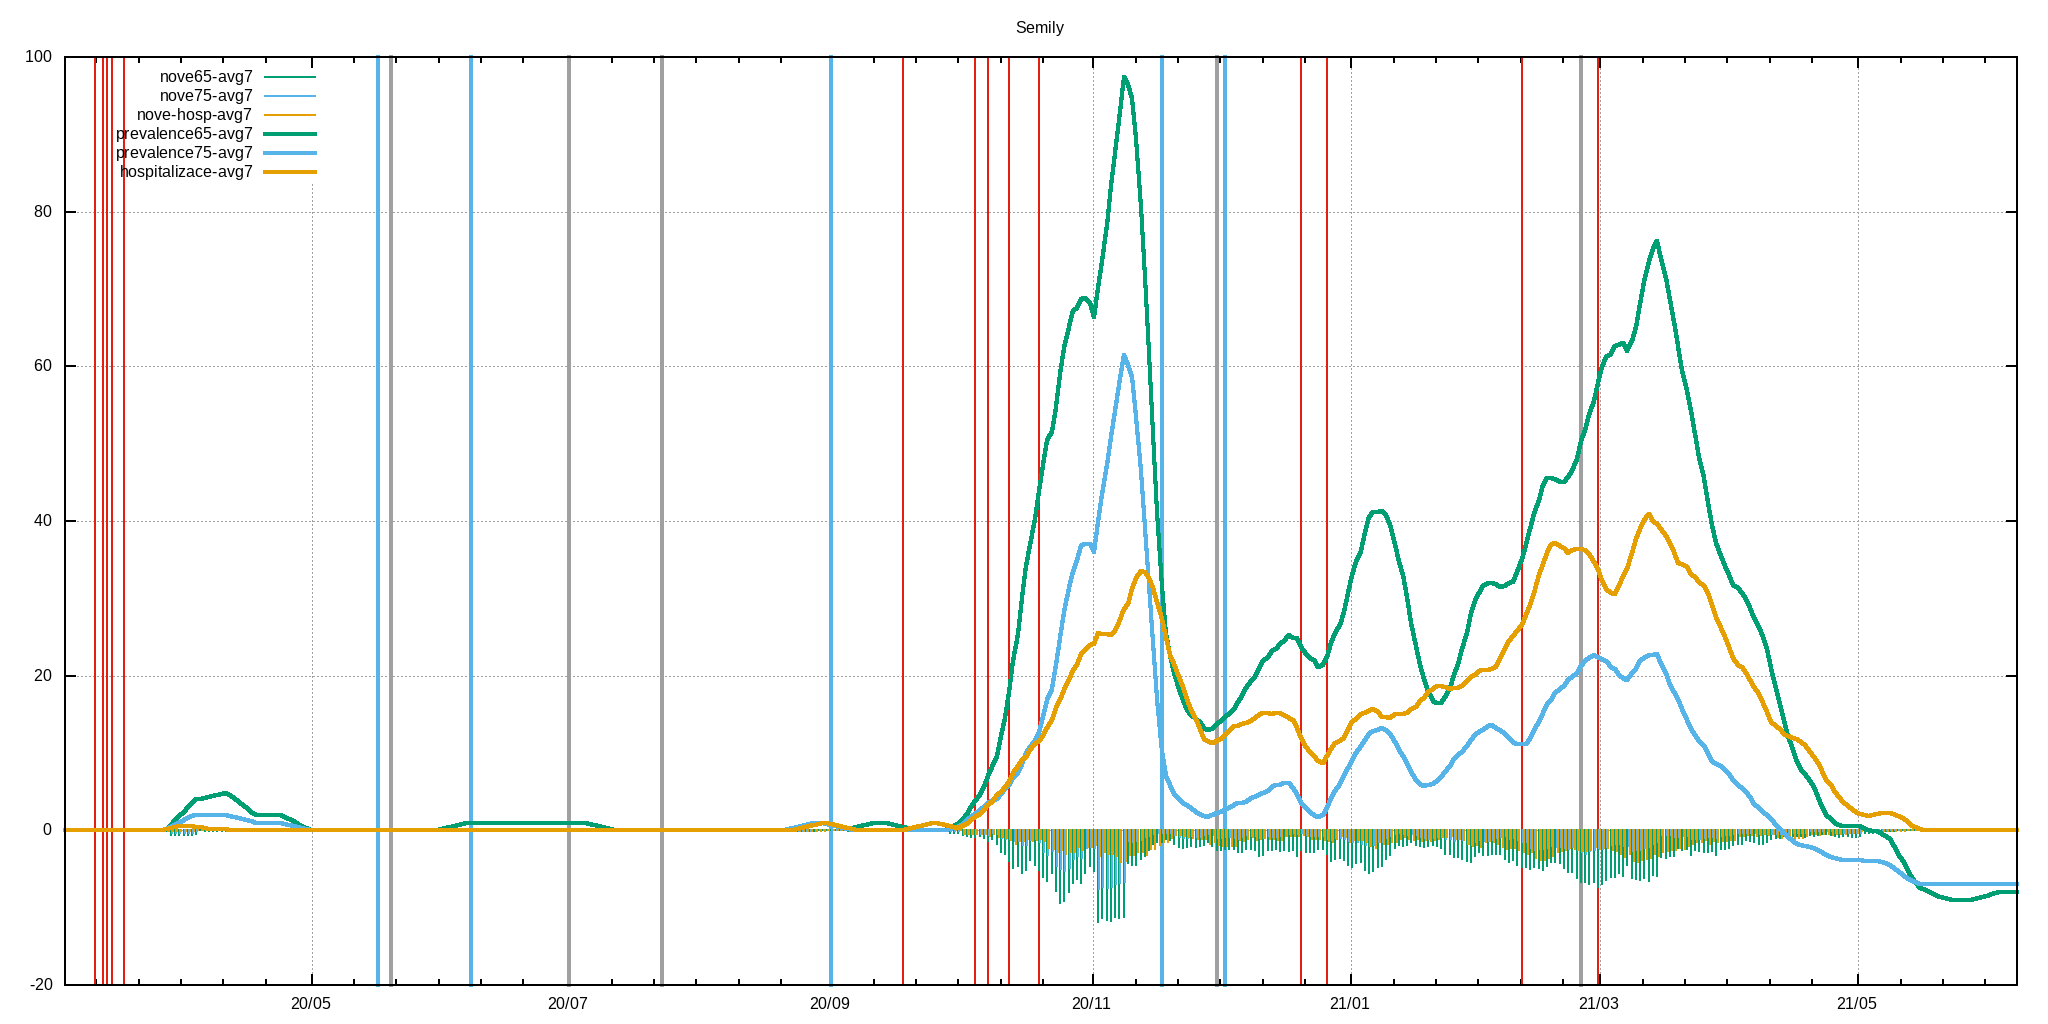 Semily
100
nove65-avg7
nove75-avg7
nove-hosp-avg7
prevalence65-avg7
prevalence75-avg7
hospitalizace-avg7
80
60
40
20
0
-20
20/05 20/07 20/09 20/11 21/01 21/03 21/05